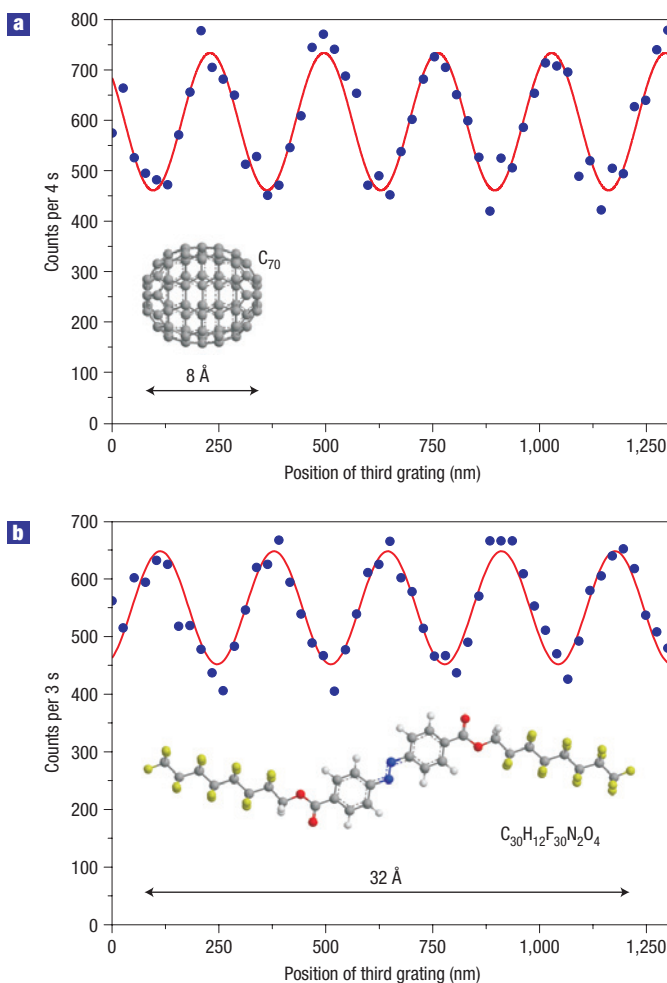 a
800
700
600
500
400
300
200
100
0
Counts per 4 s
C70
8 Å
0 250 500 750 1,000 1,250
Position of third grating (nm)
b
700
600
500
400
300
200
100
0
Counts per 3 s
C30H12F30N2O4
32 Å
0 250 500 750 1,000 1,250
Position of third grating (nm)